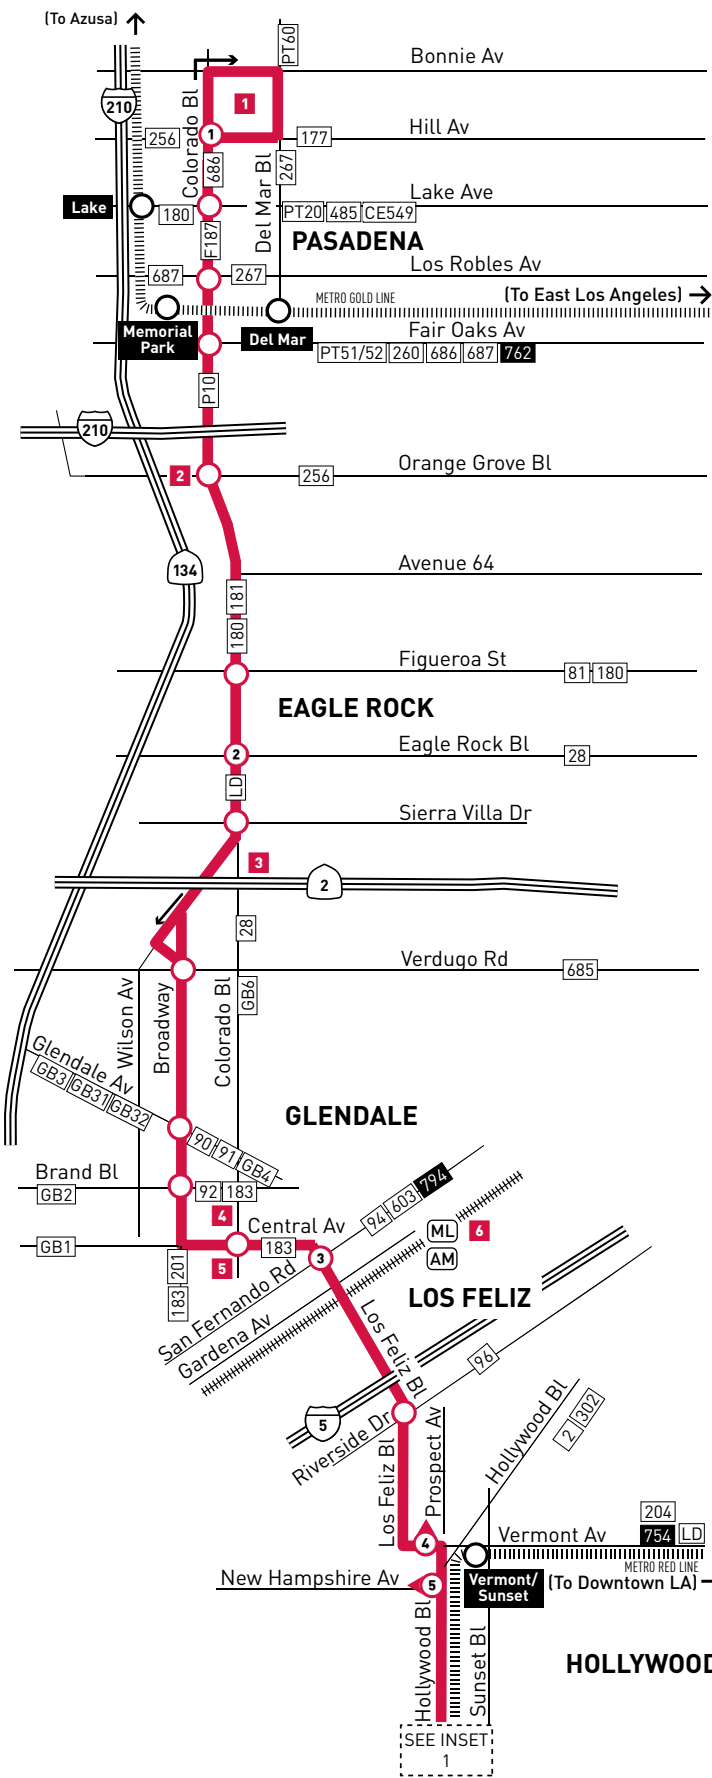 (To Azusa)
PT60
Bonnie Av
210
Colorado Bl
1
1
256
177
Hill Av
686
267
Del Mar Bl
Lake Ave
Lake
180
PT20 485 CE549
F187
PASADENA
Los Robles Av
687
267
METRO GOLD LINE
(To East Los Angeles)
Memorial
Park
Del Mar
Fair Oaks Av
PT51/52 260 686 687 762
P10
210
Orange Grove Bl
2
256
Avenue 64
134
181
180
Figueroa St
81 180
EAGLE ROCK
Eagle Rock Bl
2
28
LD
Sierra Villa Dr
3
2
28
Verdugo Rd
685
Wilson Av
Broadway
Colorado Bl
GB6
Glendale Av
GB3 GB31 GB32
GLENDALE
90 91 GB4
Brand Bl
GB2
92 183
94 603 794
4
Central Av
ML
6
GB1
183
AM
5
3
183 201
San Fernando Rd
Gardena Av
LOS FELIZ
Los Feliz Bl
96
5
Riverside Dr
Los Feliz Bl
Prospect Av
Hollywood Bl
2 302
204
754 LD
4
Vermont Av
METRO RED LINE
New Hampshire Av
5
Vermont/
Sunset
(To Downtown LA)
Hollywood Bl
Sunset Bl
HOLLYWOOD
SEE INSET
1